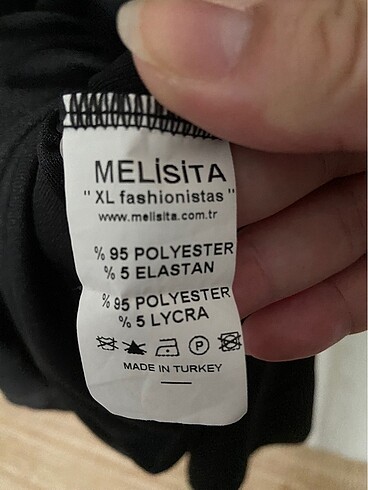 MELİSİTA
" XL fashionistas "
www.melisita.com.tr
% 95 POLYESTER
% 5 ELASTAN
% 95 POLYESTER
% 5 LYCRA
P
MADE IN TURKEY